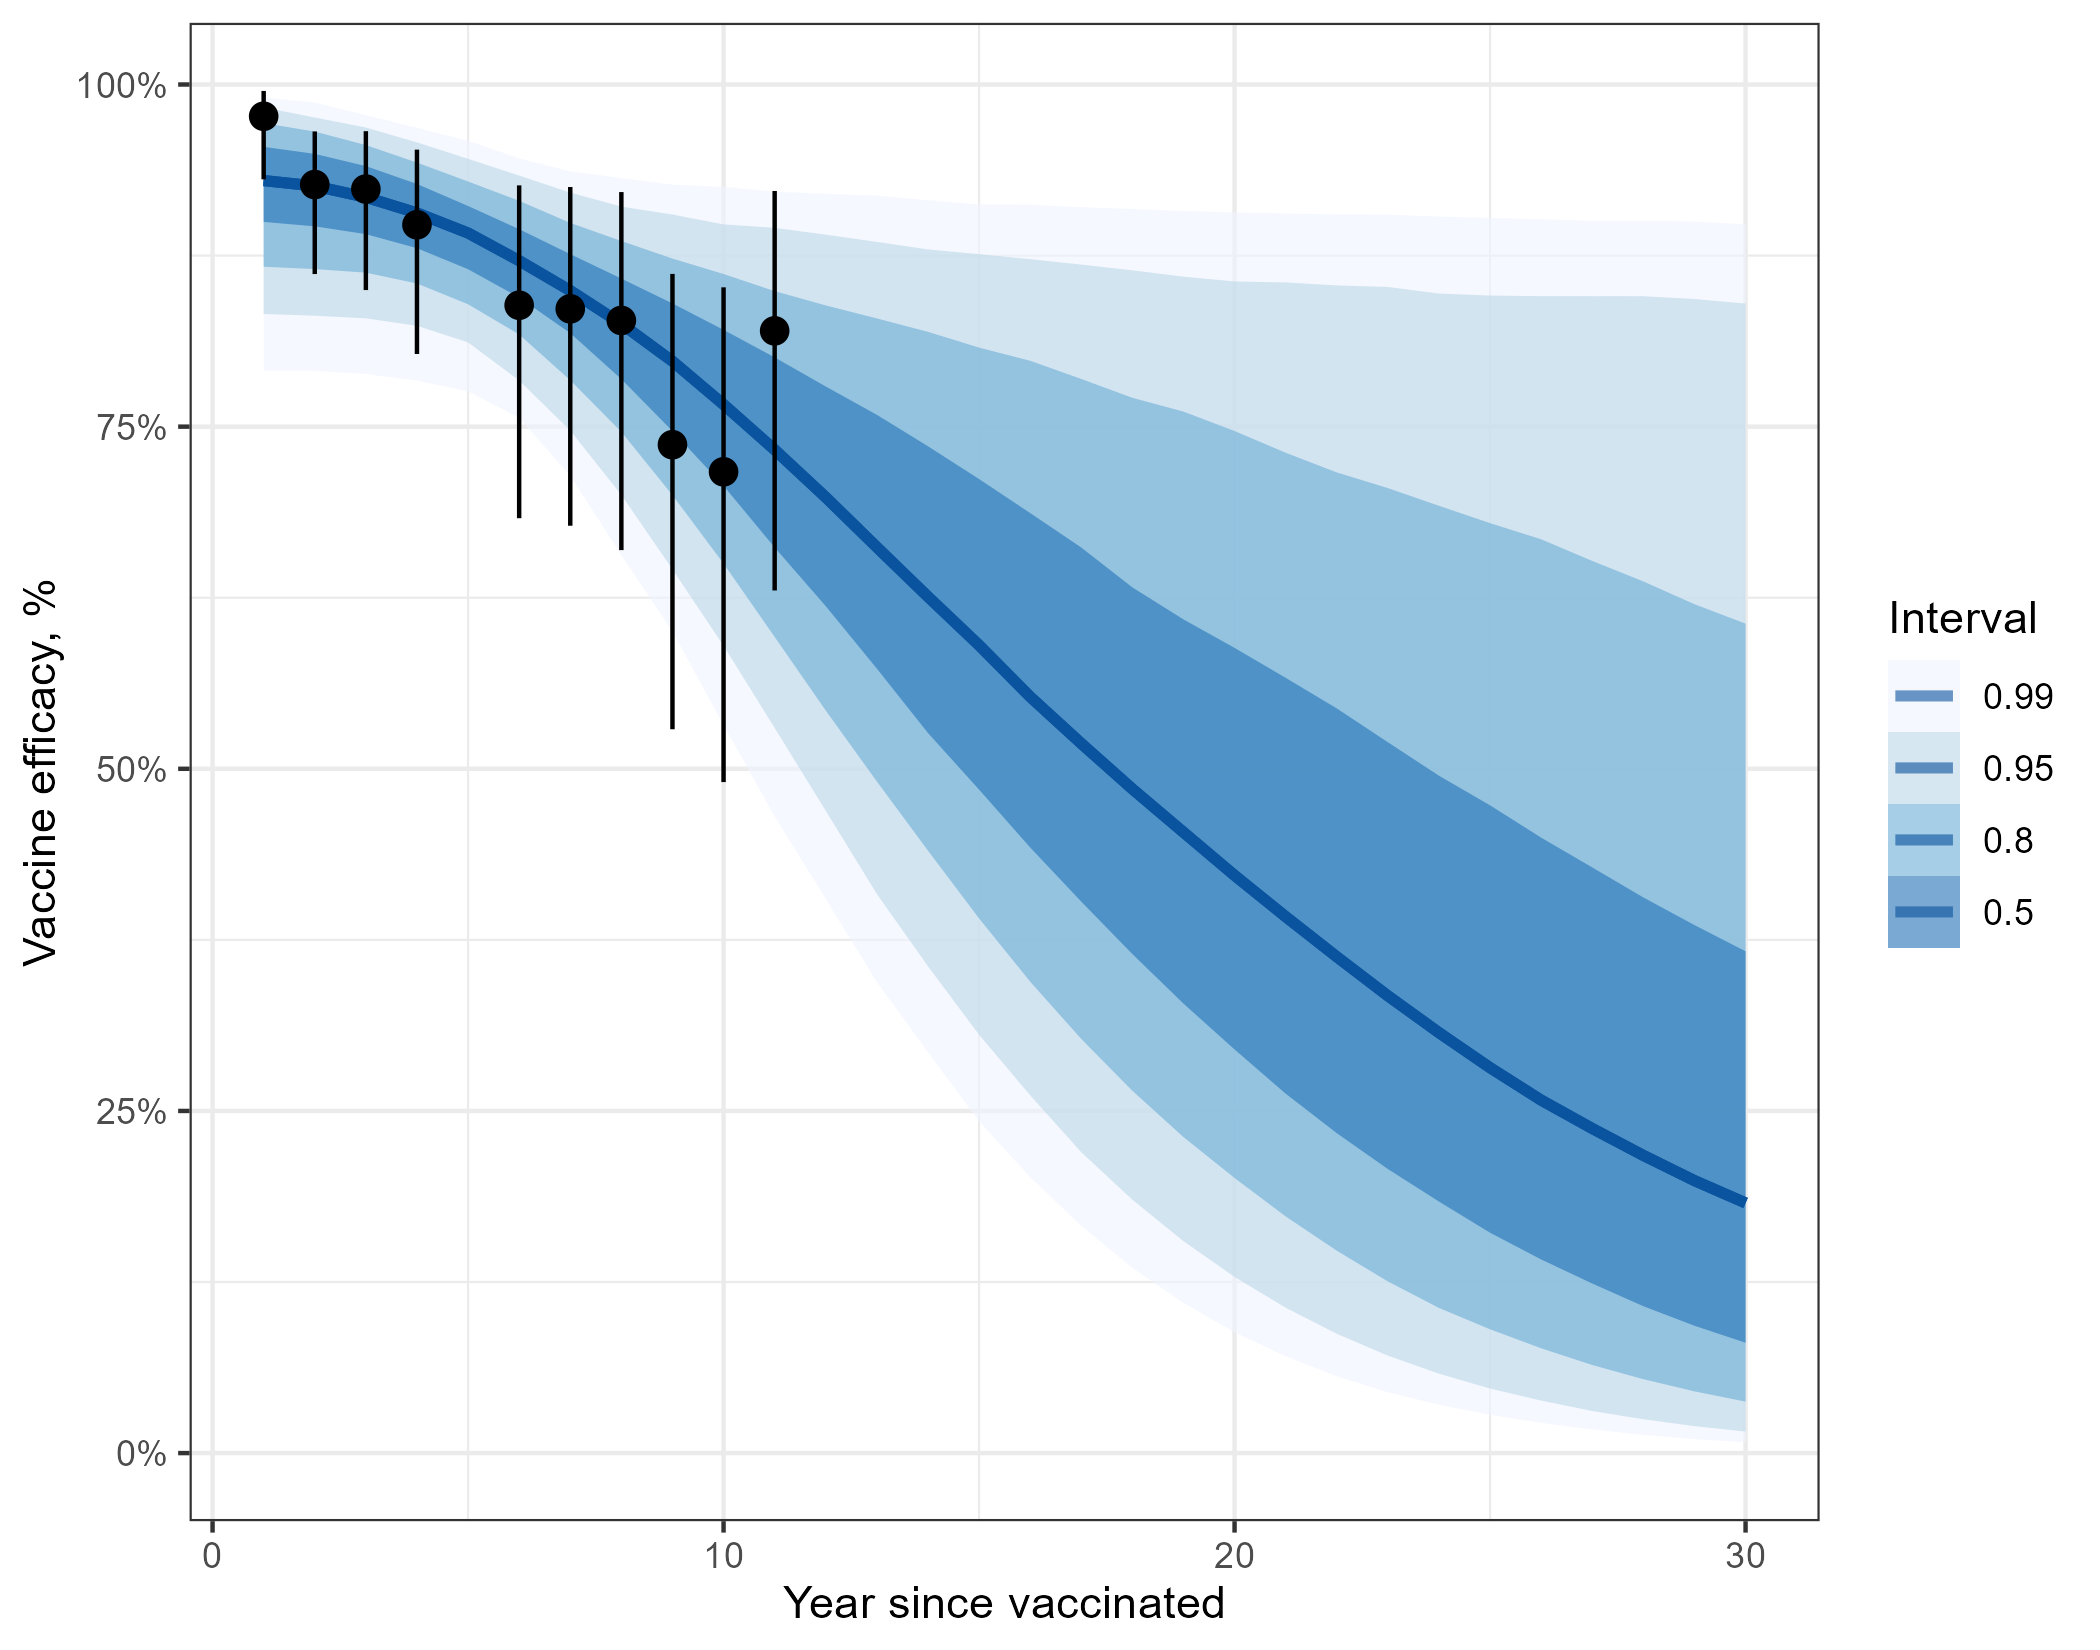 100%
75%
50%
25%
0%
Vaccine efficacy, %
0 10 20 30
Year since vaccinated
Interval
0.99
0.95
0.8
0.5